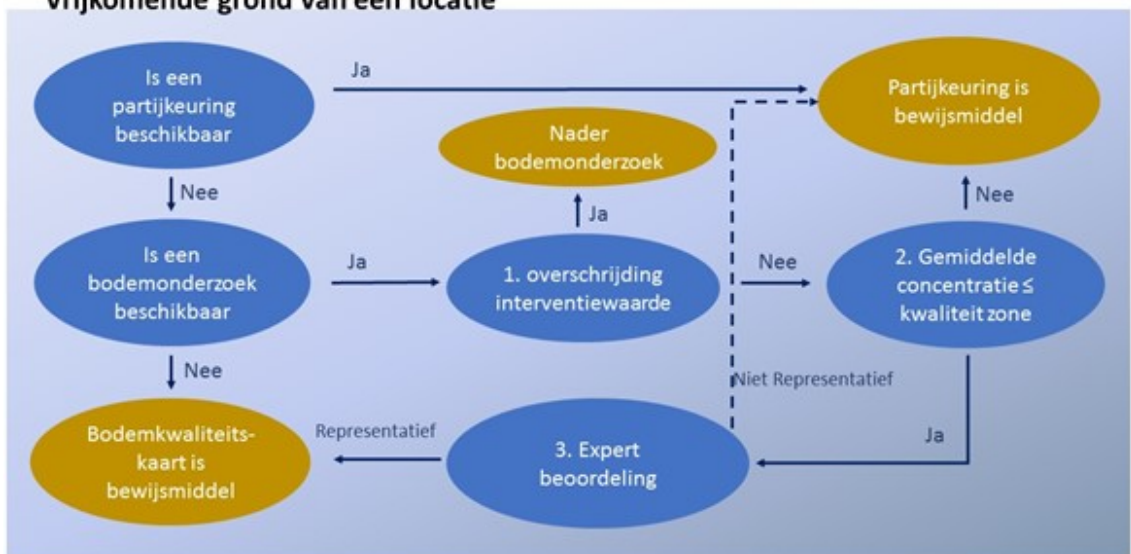 Vrijkomende grond van een locatie
Is een
partijkeuring
beschikbaar
Ja
Partijkeuring is
bewijsmiddel
Nader
bodemonderzoek
Nee
Ja
Nee
Is een
bodemonderzoek
beschikbaar
Ja
1. overschrijding
interventiewaarde
Nee
2. Gemiddelde
concentratie ≤
kwaliteit zone
Nee
Niet Representatief
Bodemkwaliteits-
kaart is
bewijsmiddel
Representatief
3. Expert
beoordeling
Ja